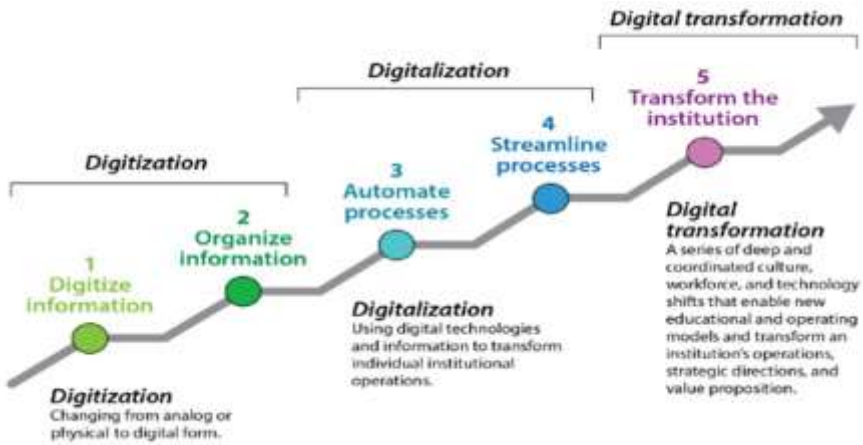 Digital transformation
Digitalization
Digitization
1
Digitize
information
2
Organize
information
3
Automate
processes
4
Streamline
processes
5
Transform the
institution
Digitization
Changing from analog or
physical to digital form.
Digitalization
Using digital technologies
and information to transform
individual institutional
operations.
Digital
transformation
A series of deep and
coordinated culture,
workforce, and technology
shifts that enable new
educational and operating
models and transform an
institution's operations,
strategic directions, and
value proposition.